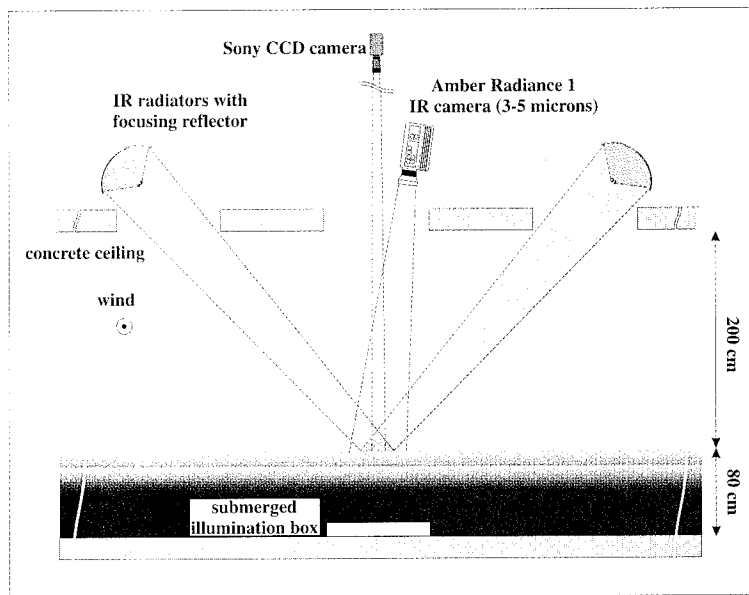 Sony CCD camera
Amber Radiance 1
IR camera (3-5 microns)
IR radiators with
focusing reflector
concrete ceiling
wind
200 cm
80 cm
submerged
illumination box